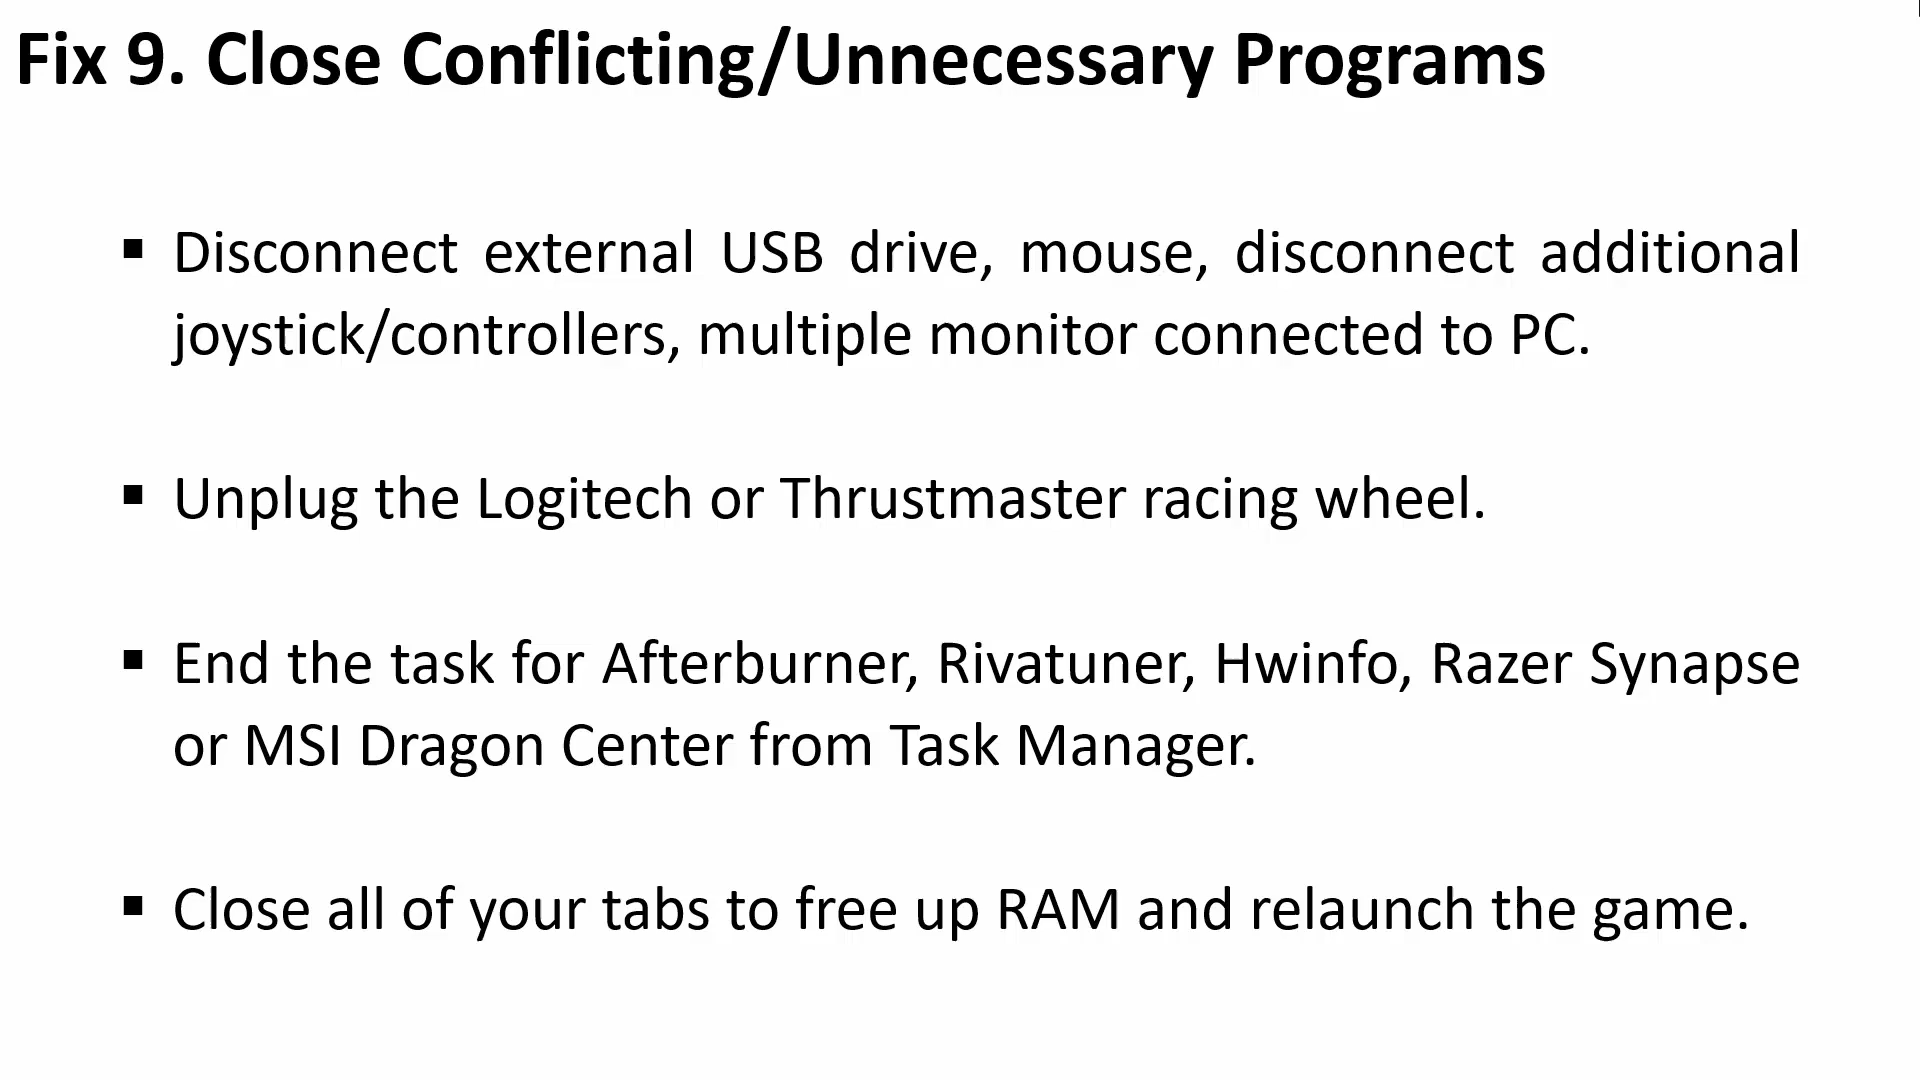 Fix 9. Close Conflicting/Unnecessary Programs
▪ Disconnect external USB drive, mouse, disconnect additional
joystick/controllers, multiple monitor connected to PC.
▪ Unplug the Logitech or Thrustmaster racing wheel.
▪ End the task for Afterburner, Rivatuner, Hwinfo, Razer Synapse
or MSI Dragon Center from Task Manager.
▪ Close all of your tabs to free up RAM and relaunch the game.